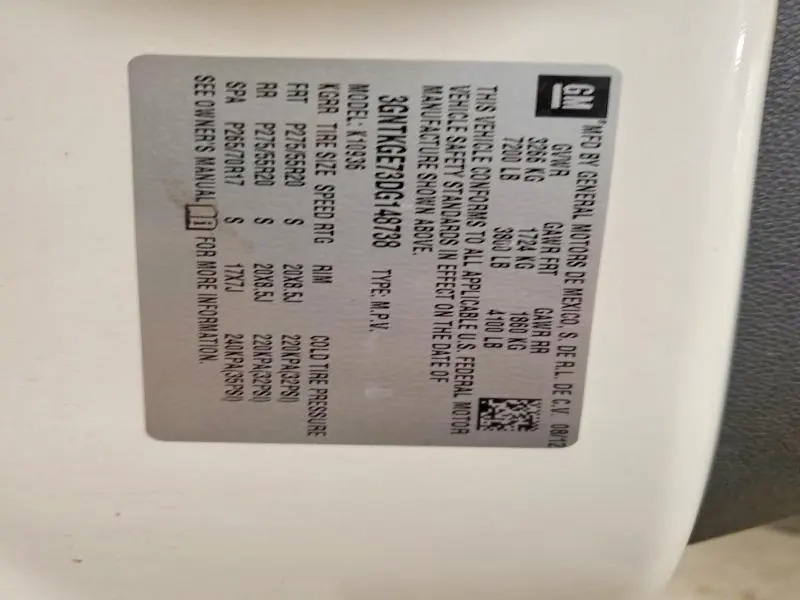 GM
®MFD BY GENERAL MOTORS DE MEXICO, S. DE R.L. DE C.V. 08/12
GVWR GAWR FRT GAWR RR
3266 KG 1724 KG 1860 KG
7200 LB 3800 LB 4100 LB
THIS VEHICLE CONFORMS TO ALL APPLICABLE U.S. FEDERAL MOTOR
VEHICLE SAFETY STANDARDS IN EFFECT ON THE DATE OF
MANUFACTURE SHOWN ABOVE.
3GNTKGE73DG148738 TYPE: M.P.V.
MODEL: K10936
KGRR TIRE SIZE SPEED RTG RIM COLD TIRE PRESSURE
FRT P275/55R20 S 20X8.5J 220KPA(32PSI)
RR P275/55R20 S 20X8.5J 220KPA(32PSI)
SPA P265/70R17 S 17X7J 240KPA(35PSI)
SEE OWNER'S MANUAL FOR MORE INFORMATION.